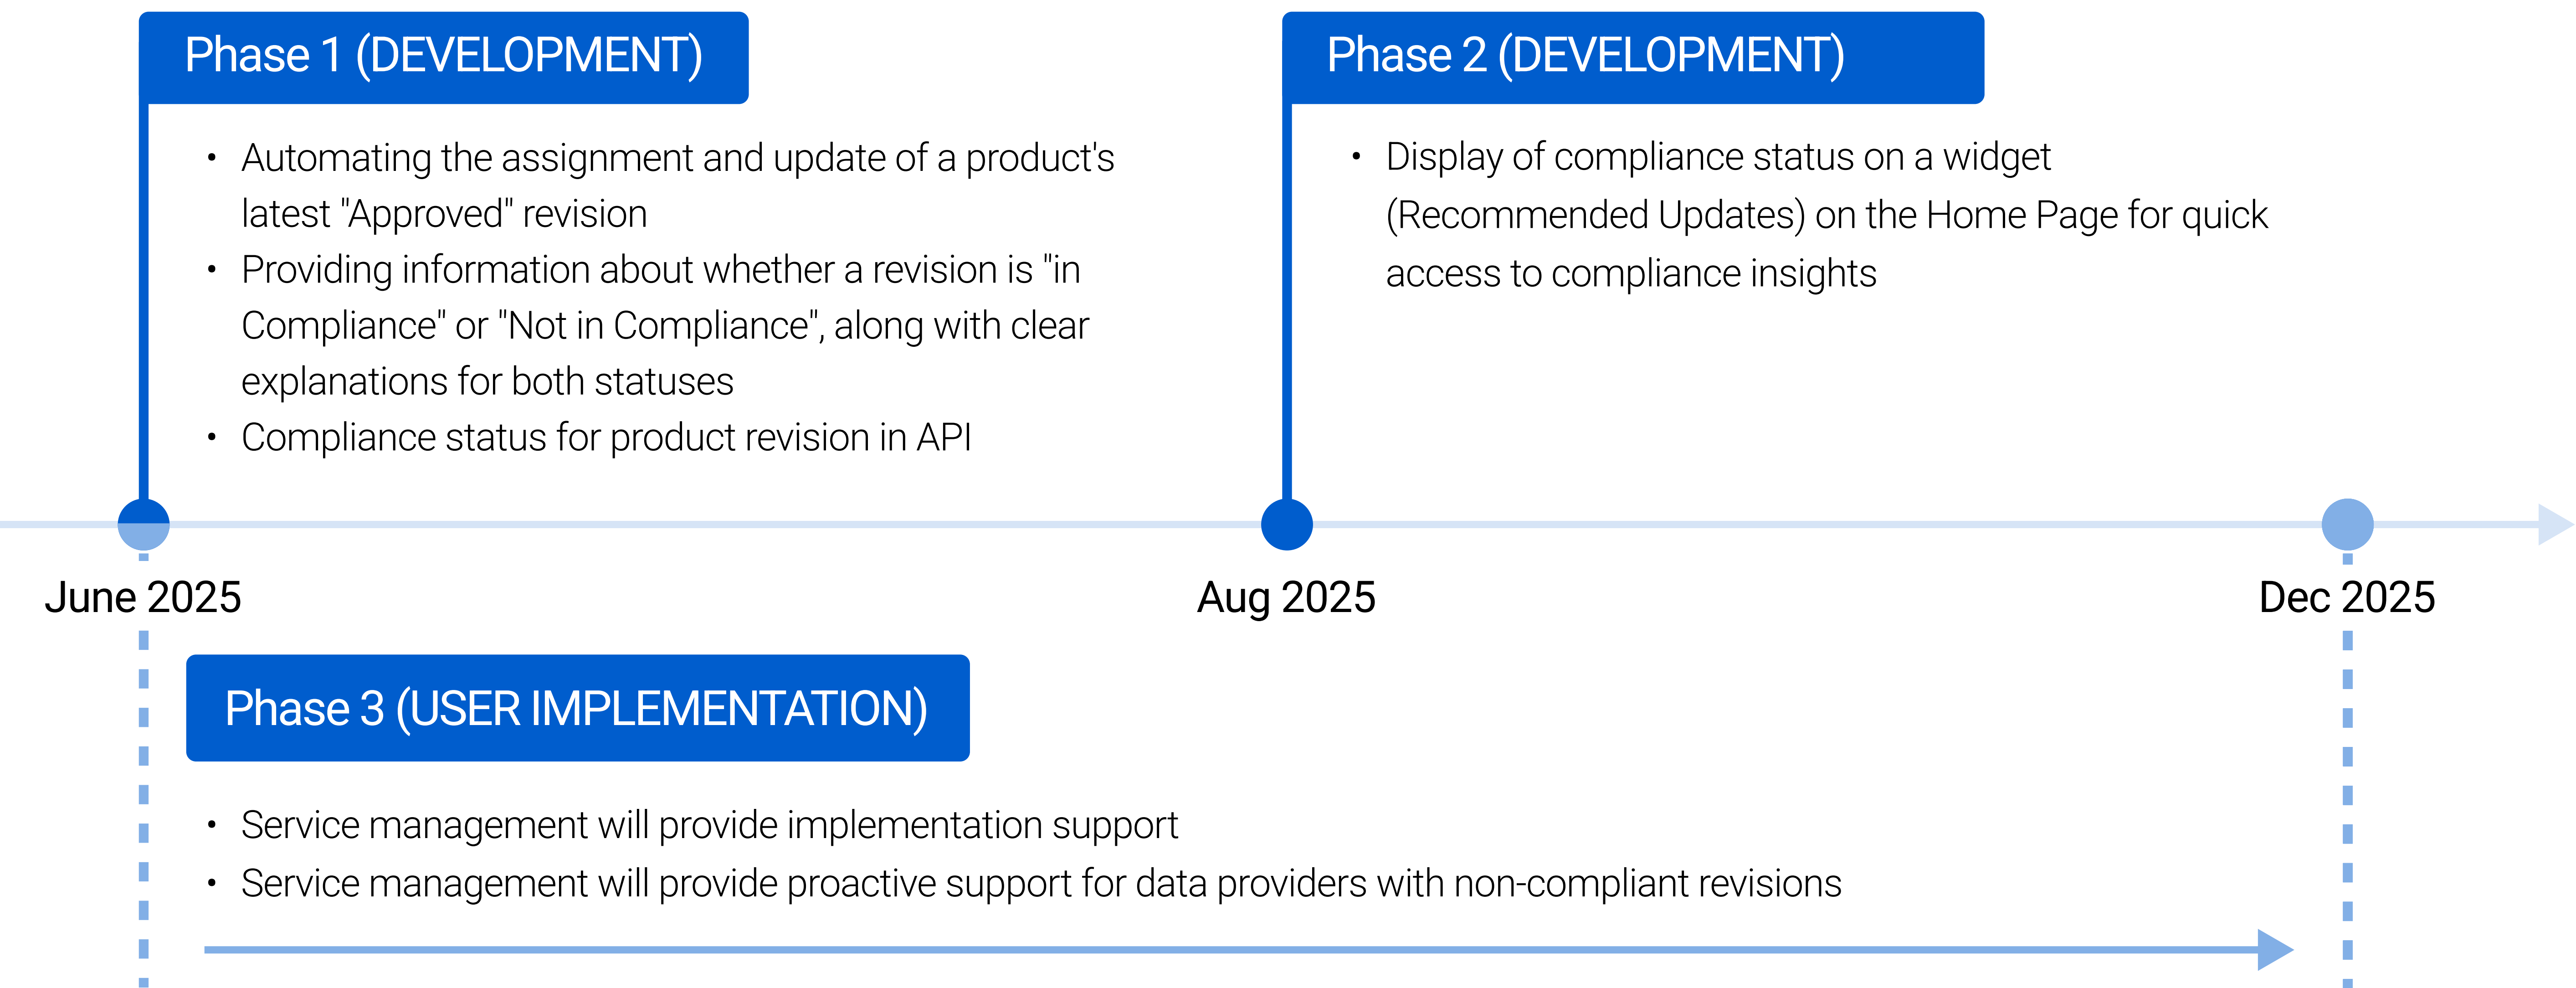 Phase 1 (DEVELOPMENT)
• Automating the assignment and update of a product's
latest "Approved" revision
• Providing information about whether a revision is "in
Compliance" or "Not in Compliance", along with clear
explanations for both statuses
• Compliance status for product revision in API
Phase 2 (DEVELOPMENT)
• Display of compliance status on a widget
(Recommended Updates) on the Home Page for quick
access to compliance insights
June 2025
Aug 2025
Dec 2025
Phase 3 (USER IMPLEMENTATION)
• Service management will provide implementation support
• Service management will provide proactive support for data providers with non-compliant revisions